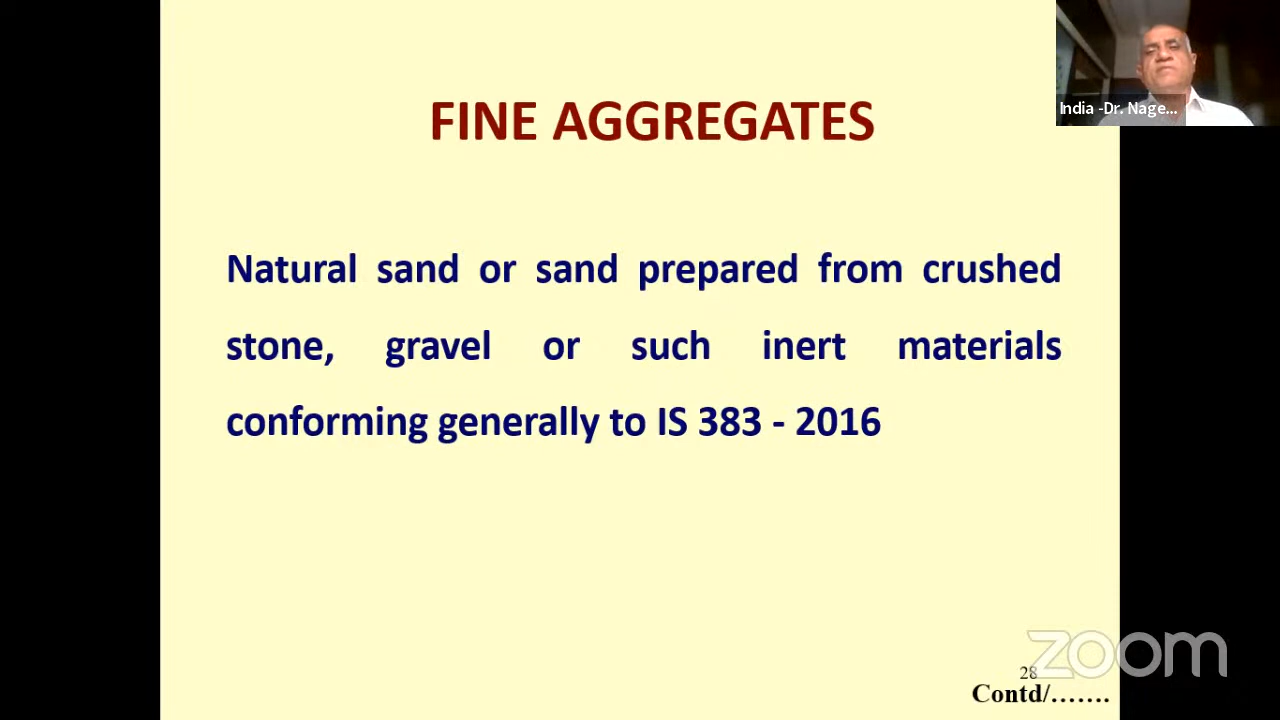 India -Dr. Nage...
FINE AGGREGATES
Natural sand or sand prepared from crushed
stone, gravel or such inert materials
conforming generally to IS 383 - 2016
zoom
28
Contd/.......